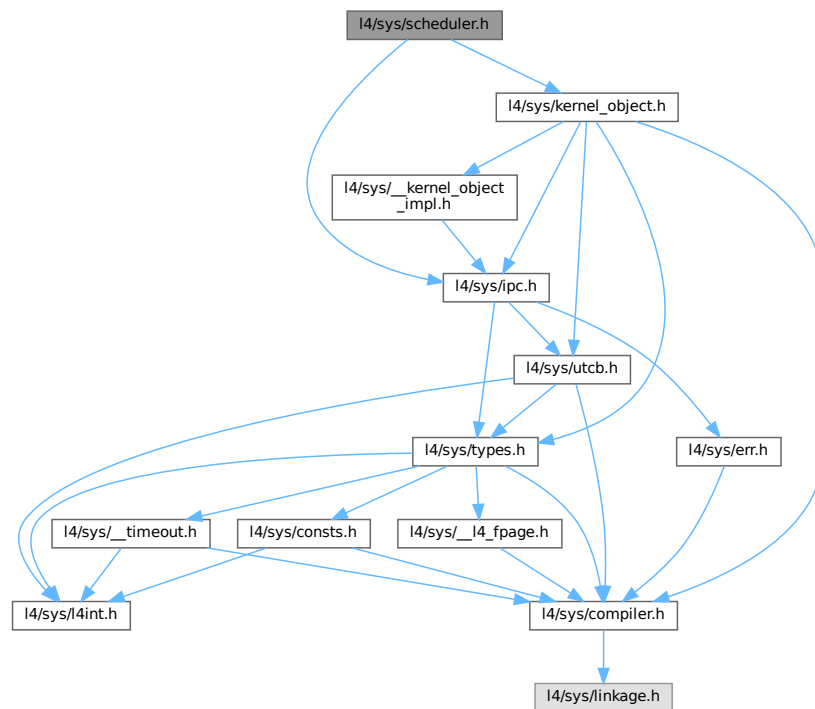 l4/sys/scheduler.h
l4/sys/kernel_object.h
l4/sys/__kernel_object
_impl.h
l4/sys/ipc.h
l4/sys/utcb.h
l4/sys/types.h
l4/sys/err.h
l4/sys/__timeout.h
l4/sys/consts.h
l4/sys/__l4_fpage.h
l4/sys/l4int.h
l4/sys/compiler.h
l4/sys/linkage.h